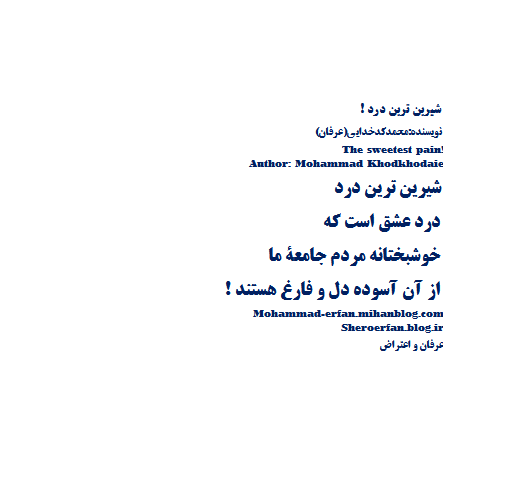 شیرین ترین درد !
نویسنده:محمدکدخدایی(عرفان)
The sweetest pain!
Author: Mohammad Khodkhodaie
شیرین ترین درد
درد عشق است که
خوشبختانه مردم جامعهٔ ما
از آن آسوده دل و فارغ هستند !
Mohammad-erfan.mihanblog.com
Sheroerfan.blog.ir
عرفان و اعتراض